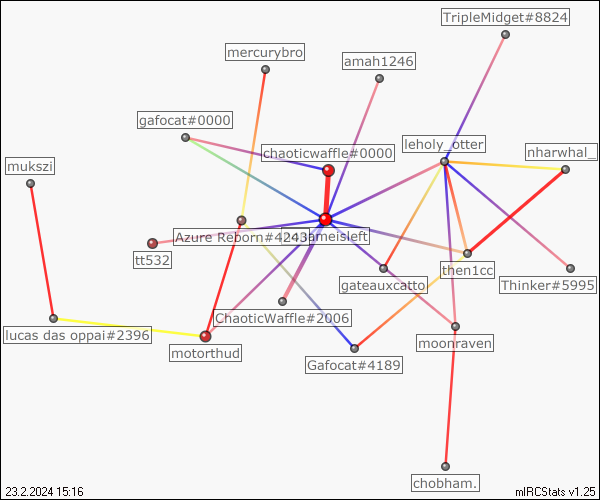 TripleMidget#8824
mercurybro
amah1246
gafocat#0000
leholy_otter
chaoticwaffle#0000
nharwhal_
mukszi
Azure Reborn#4243
tt532
then1cc
gateauxcatto
Thinker#5995
ChaoticWaffle#2006
lucas das oppai#2396
moonraven
motorthud
Gafocat#4189
chobham.
23.2.2024 15:16
mIRCStats v1.25